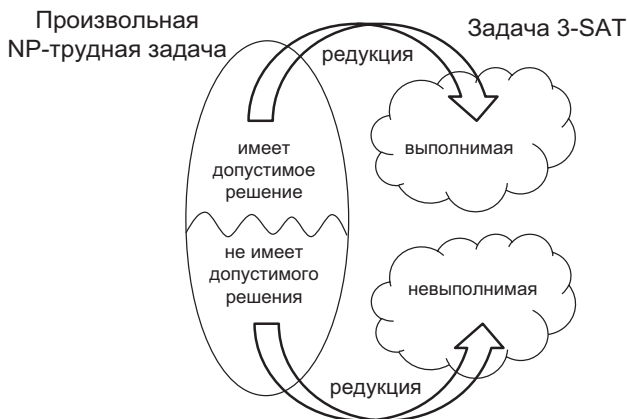 Произвольная
NP-трудная задача
Задача 3-SAT
редукция
имеет
допустимое
решение
выполнимая
не имеет
допустимого
решения
невыполнимая
редукция